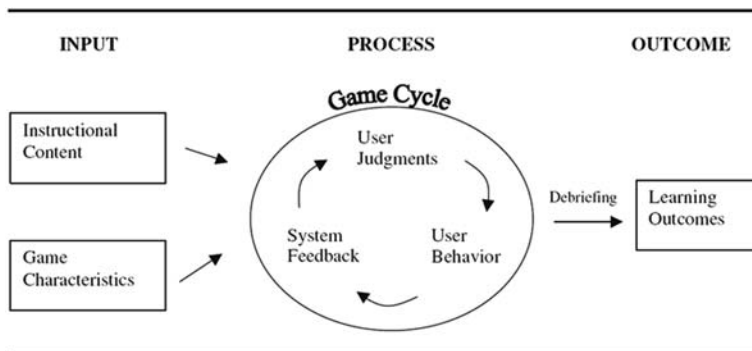 INPUT
PROCESS
OUTCOME
Game Cycle
Instructional
Content
User
Judgments
Debriefing
Learning
Outcomes
System
Feedback
User
Behavior
Game
Characteristics